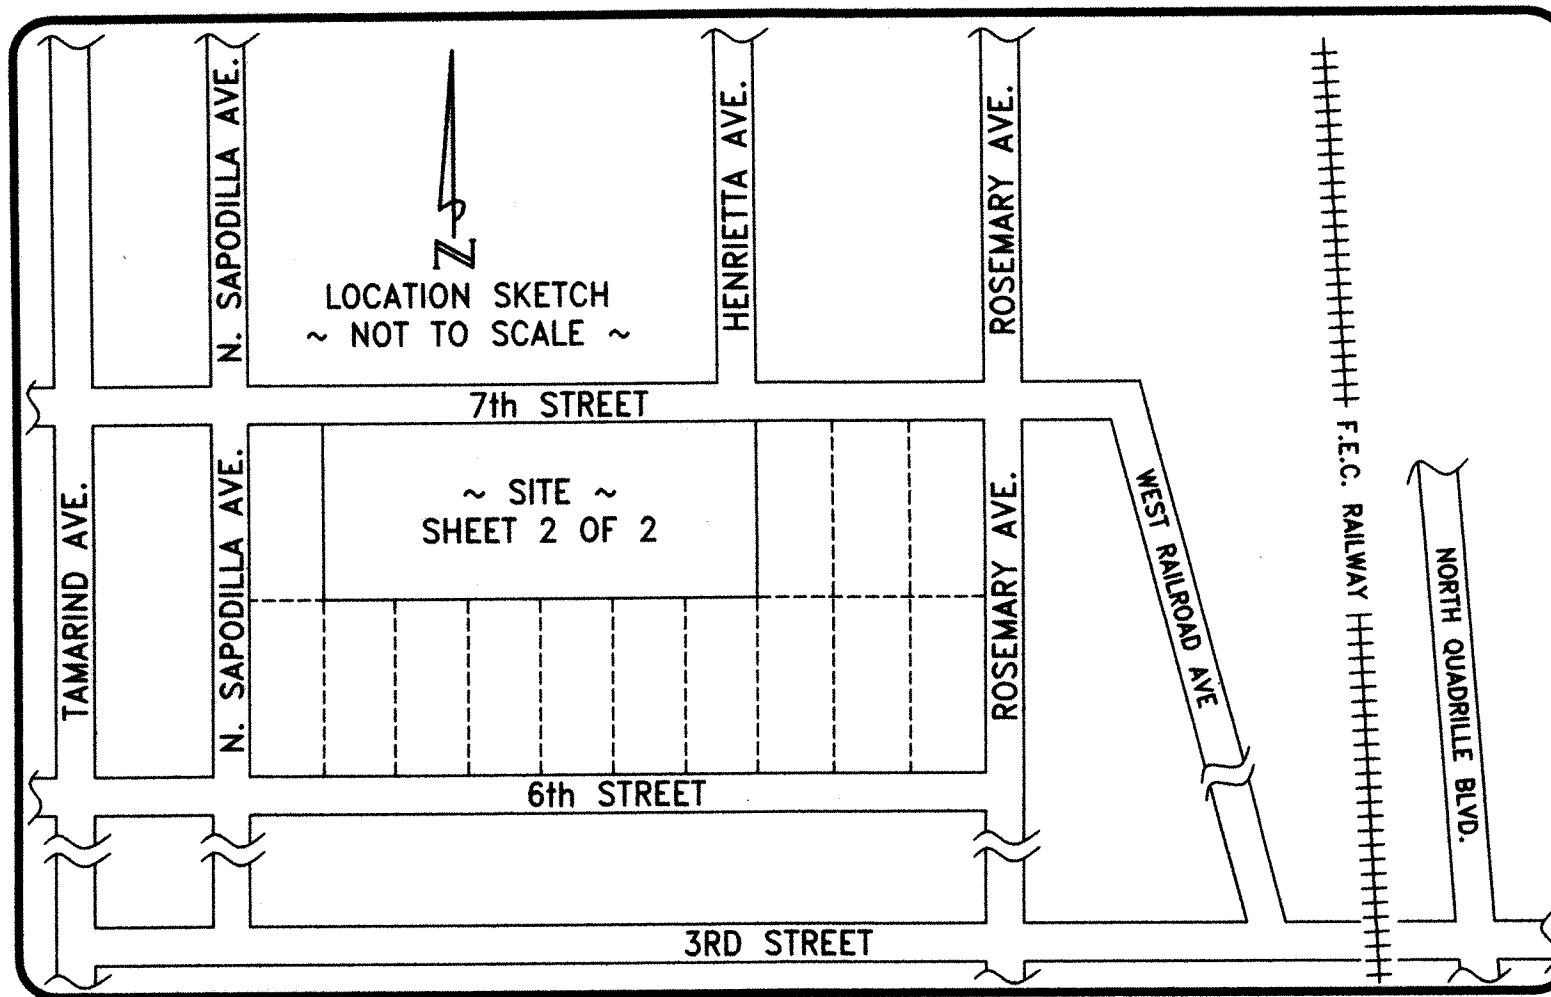 N. SAPODILLA AVE.
HENRIETTA AVE.
ROSEMARY AVE.
N
LOCATION SKETCH
~ NOT TO SCALE ~
7th STREET
F.E.C. RAILWAY
TAMARIND AVE.
N. SAPODILLA AVE.
~ SITE ~
SHEET 2 OF 2
ROSEMARY AVE.
WEST RAILROAD AVE
NORTH QUADRILLE BLVD.
6th STREET
3RD STREET